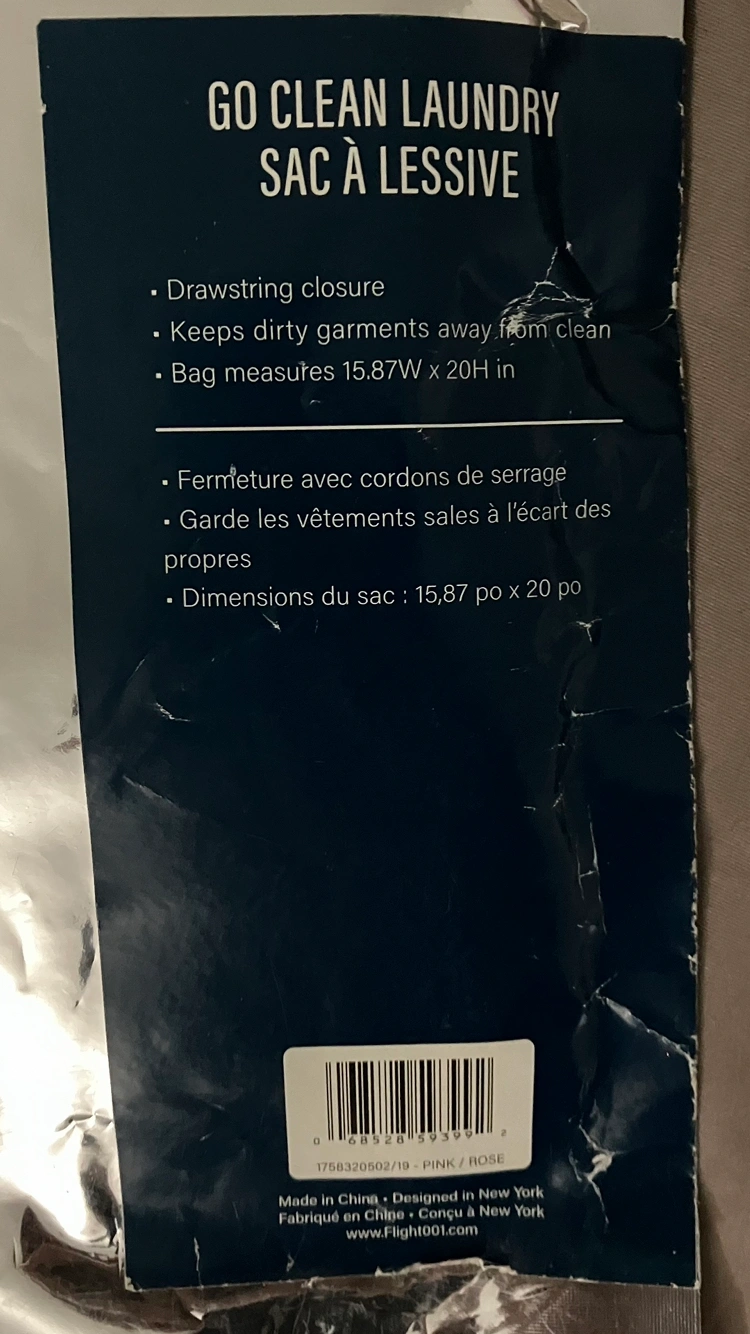 GO CLEAN LAUNDRY
SAC À LESSIVE
▪ Drawstring closure
▪ Keeps dirty garments away from clean
▪ Bag measures 15.87W x 20H in
▪ Fermeture avec cordons de serrage
▪ Garde les vêtements sales à l'écart des
propres
▪ Dimensions du sac : 15,87 po x 20 po
0 68528 59399 2
1758320502/19 - PINK / ROSE
Made in China • Designed in New York
Fabriqué en Chine • Conçu à New York
www.Flight001.com